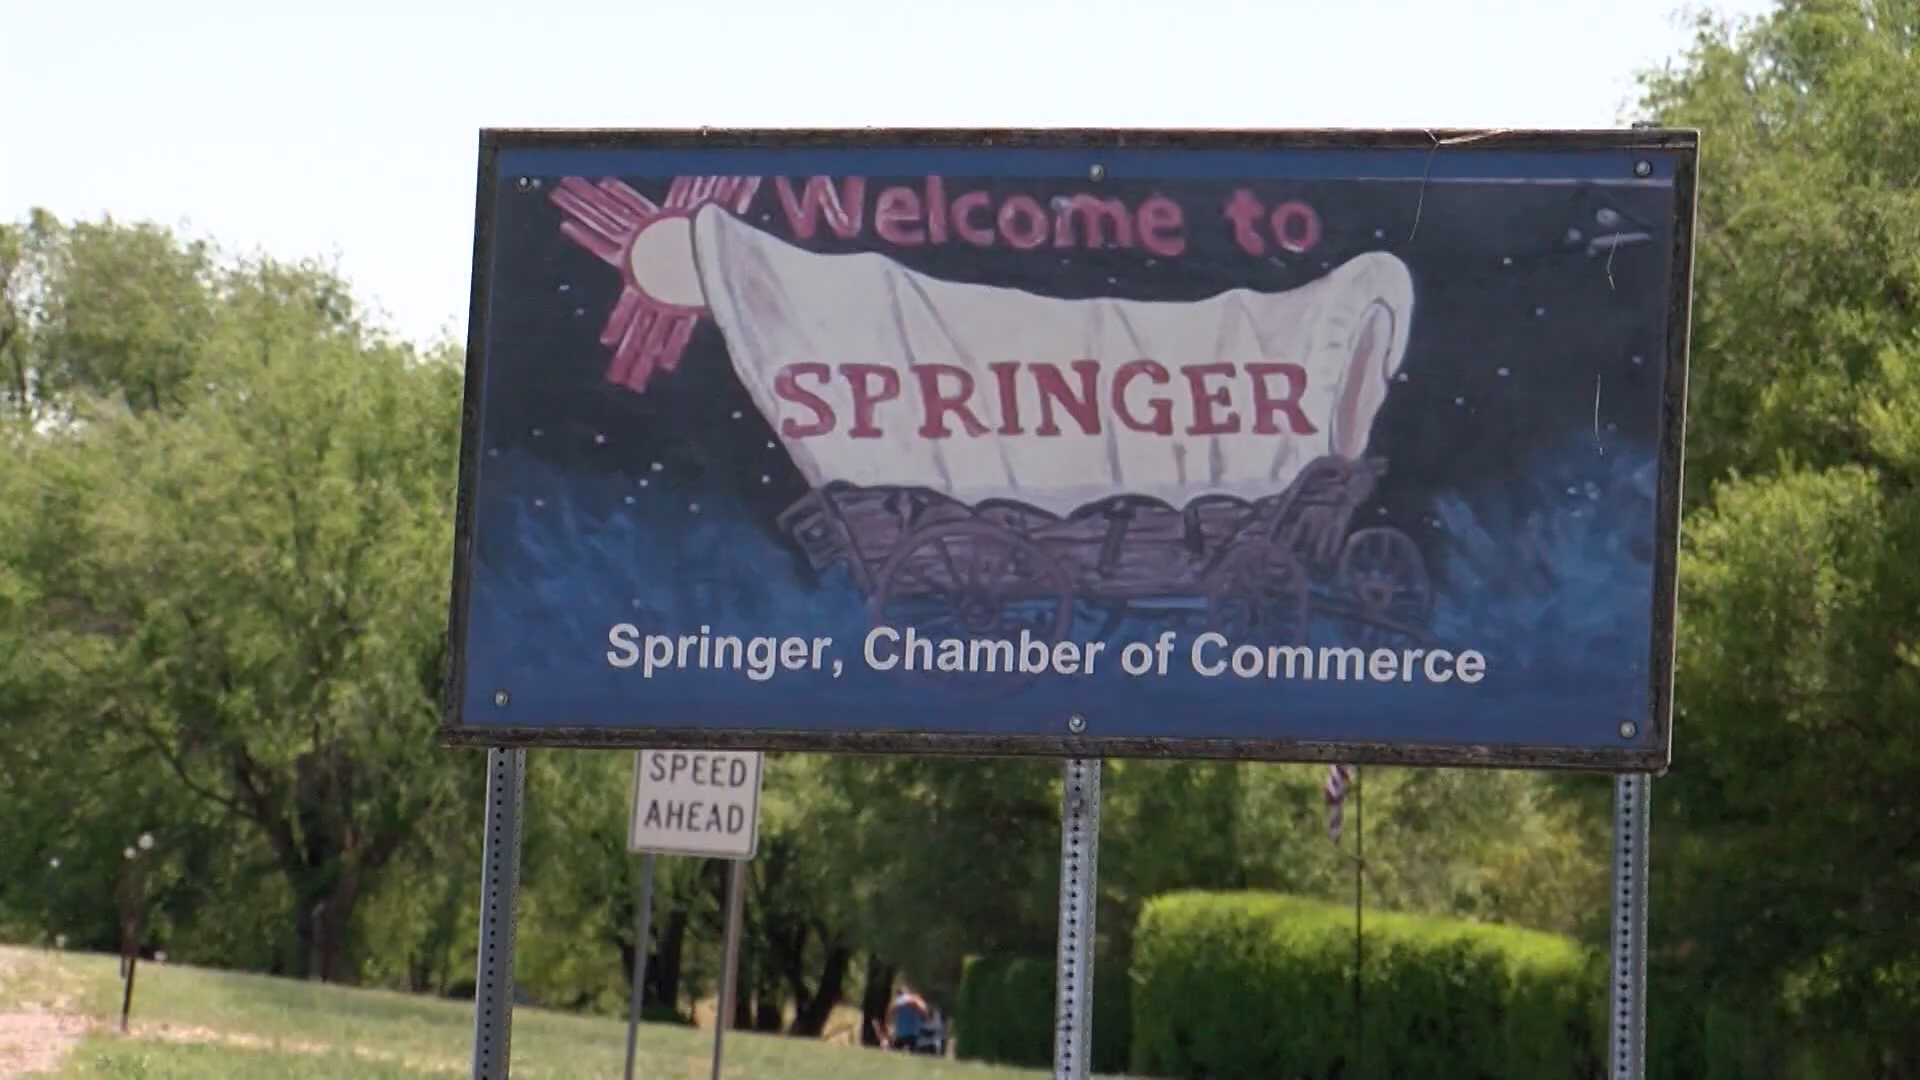 Welcome to
SPRINGER
Springer, Chamber of Commerce
SPEED
AHEAD